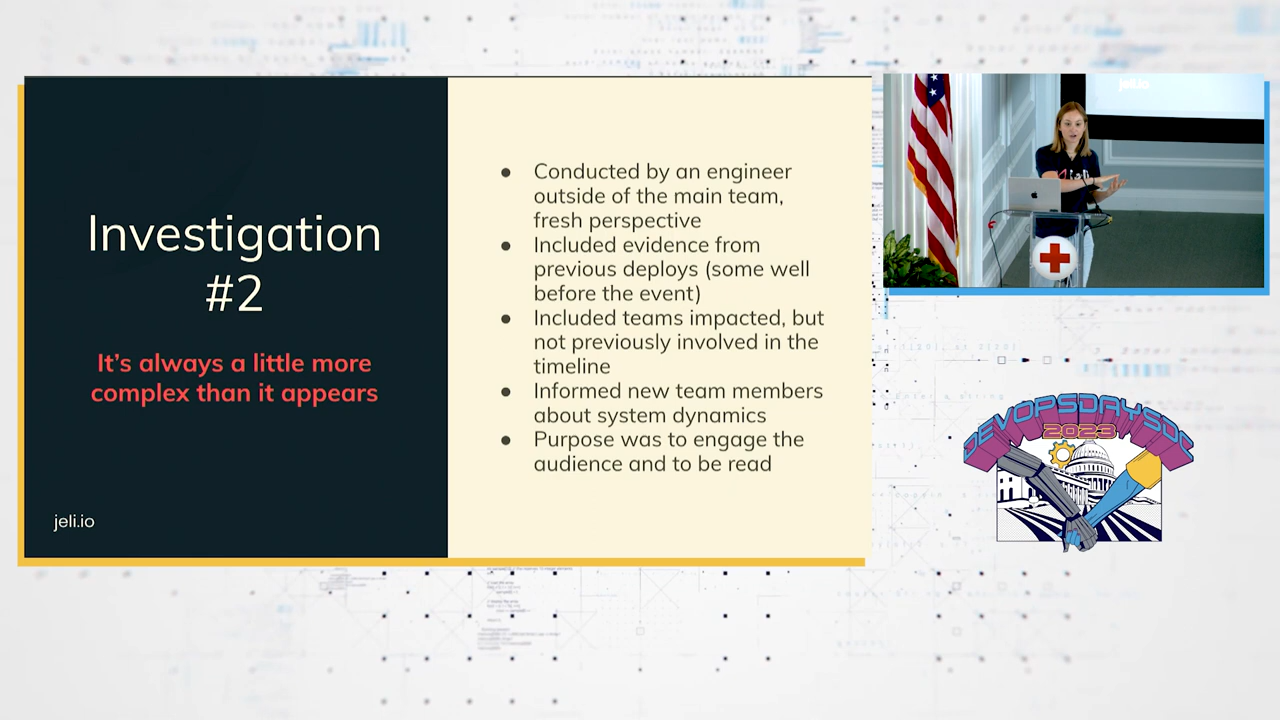 Investigation
#2
It’s always a little more
complex than it appears
jeli.io
● Conducted by an engineer
outside of the main team,
fresh perspective
● Included evidence from
previous deploys (some well
before the event)
● Included teams impacted, but
not previously involved in the
timeline
● Informed new team members
about system dynamics
● Purpose was to engage the
audience and to be read
jeli.io
DEVOPSDAYSDC
2023